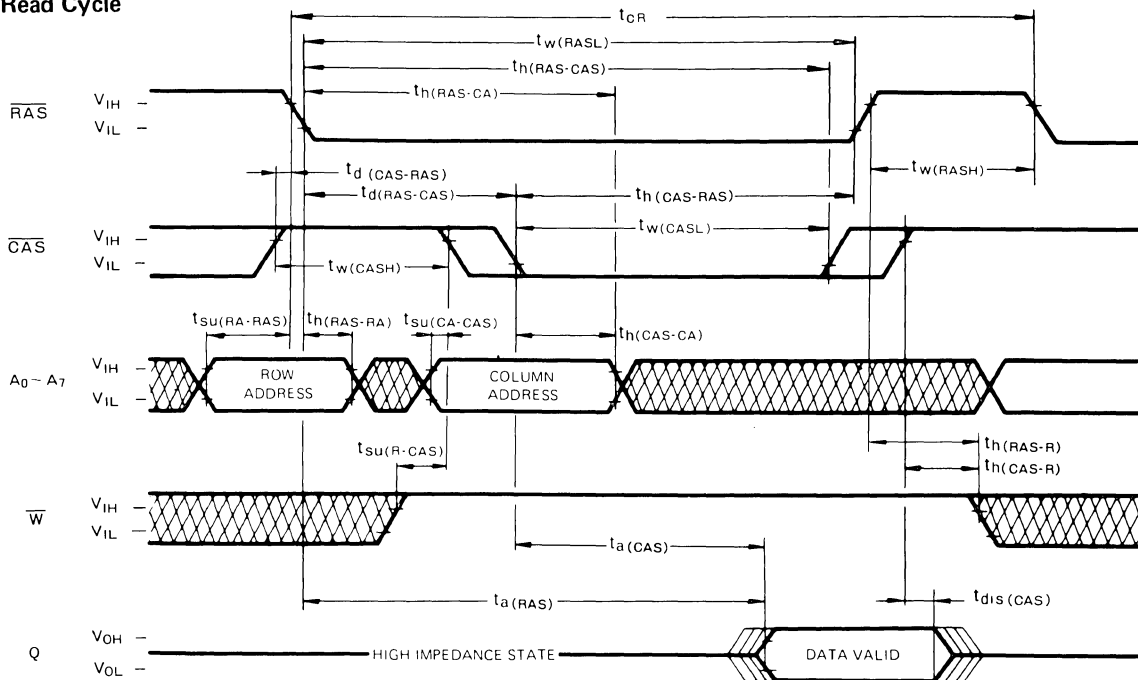 Read Cycle
tCR
tw(RASL)
th(RAS-CAS)
th(RAS-CA)
RAS
VIH
VIL
tw(RASH)
td (CAS-RAS)
td(RAS-CAS)
th(CAS-RAS)
CAS
VIH
VIL
tw(CASL)
tw(CASH)
tsu(RA-RAS)
th(RAS-RA)
tsu(CA-CAS)
th(CAS-CA)
A0~A7
VIH
VIL
ROW
ADDRESS
COLUMN
ADDRESS
tsu(R-CAS)
th(RAS-R)
th(CAS-R)
W
VIH
VIL
ta(CAS)
ta(RAS)
tdis(CAS)
Q
VOH
VOL
HIGH IMPEDANCE STATE
DATA VALID